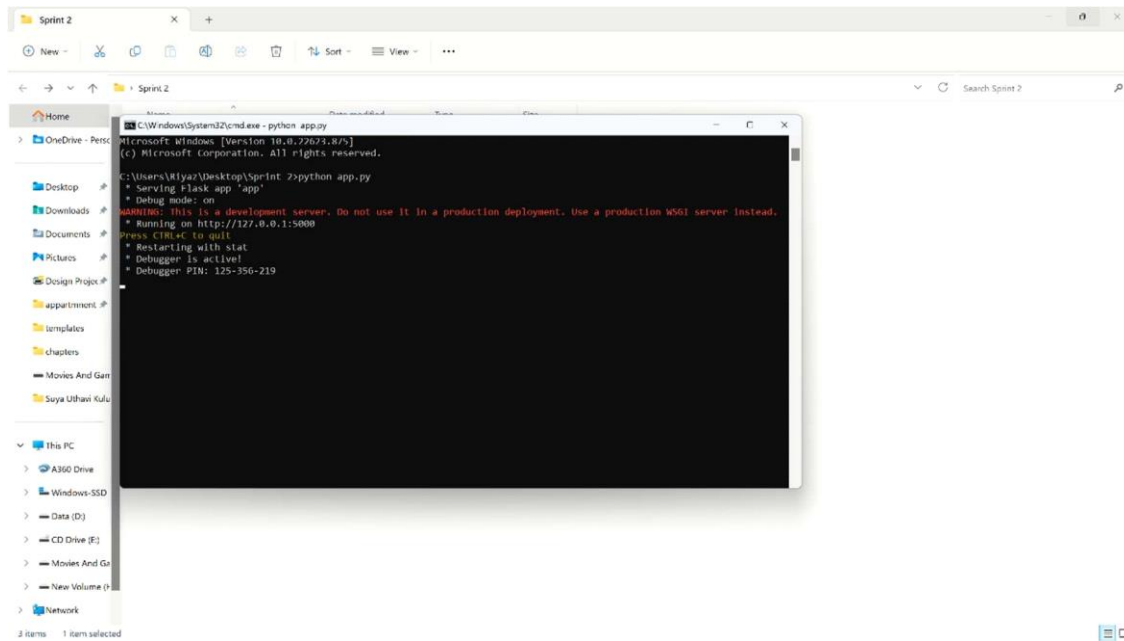 Sprint 2
New
Sort
View
Sprint 2
Search Sprint 2
Home
OneDrive - Persc
Desktop
Downloads
Documents
Pictures
Design Projec
appartmnent
templates
chapters
Movies And Gam
Suya Uthavi Kulu
This PC
A360 Drive
Windows-SSD
Data (D:)
CD Drive (E:)
Movies And Ga
New Volume (H
Network
3 items 1 item selected
C:\Windows\System32\cmd.exe - python app.py
Microsoft Windows [Version 10.0.22623.875]
(c) Microsoft Corporation. All rights reserved.
C:\Users\Riyaz\Desktop\Sprint 2>python app.py
* Serving Flask app 'app'
* Debug mode: on
WARNING: This is a development server. Do not use it in a production deployment. Use a production WSGI server instead.
* Running on http://127.0.0.1:5000
Press CTRL+C to quit
* Restarting with stat
* Debugger is active!
* Debugger PIN: 125-356-219